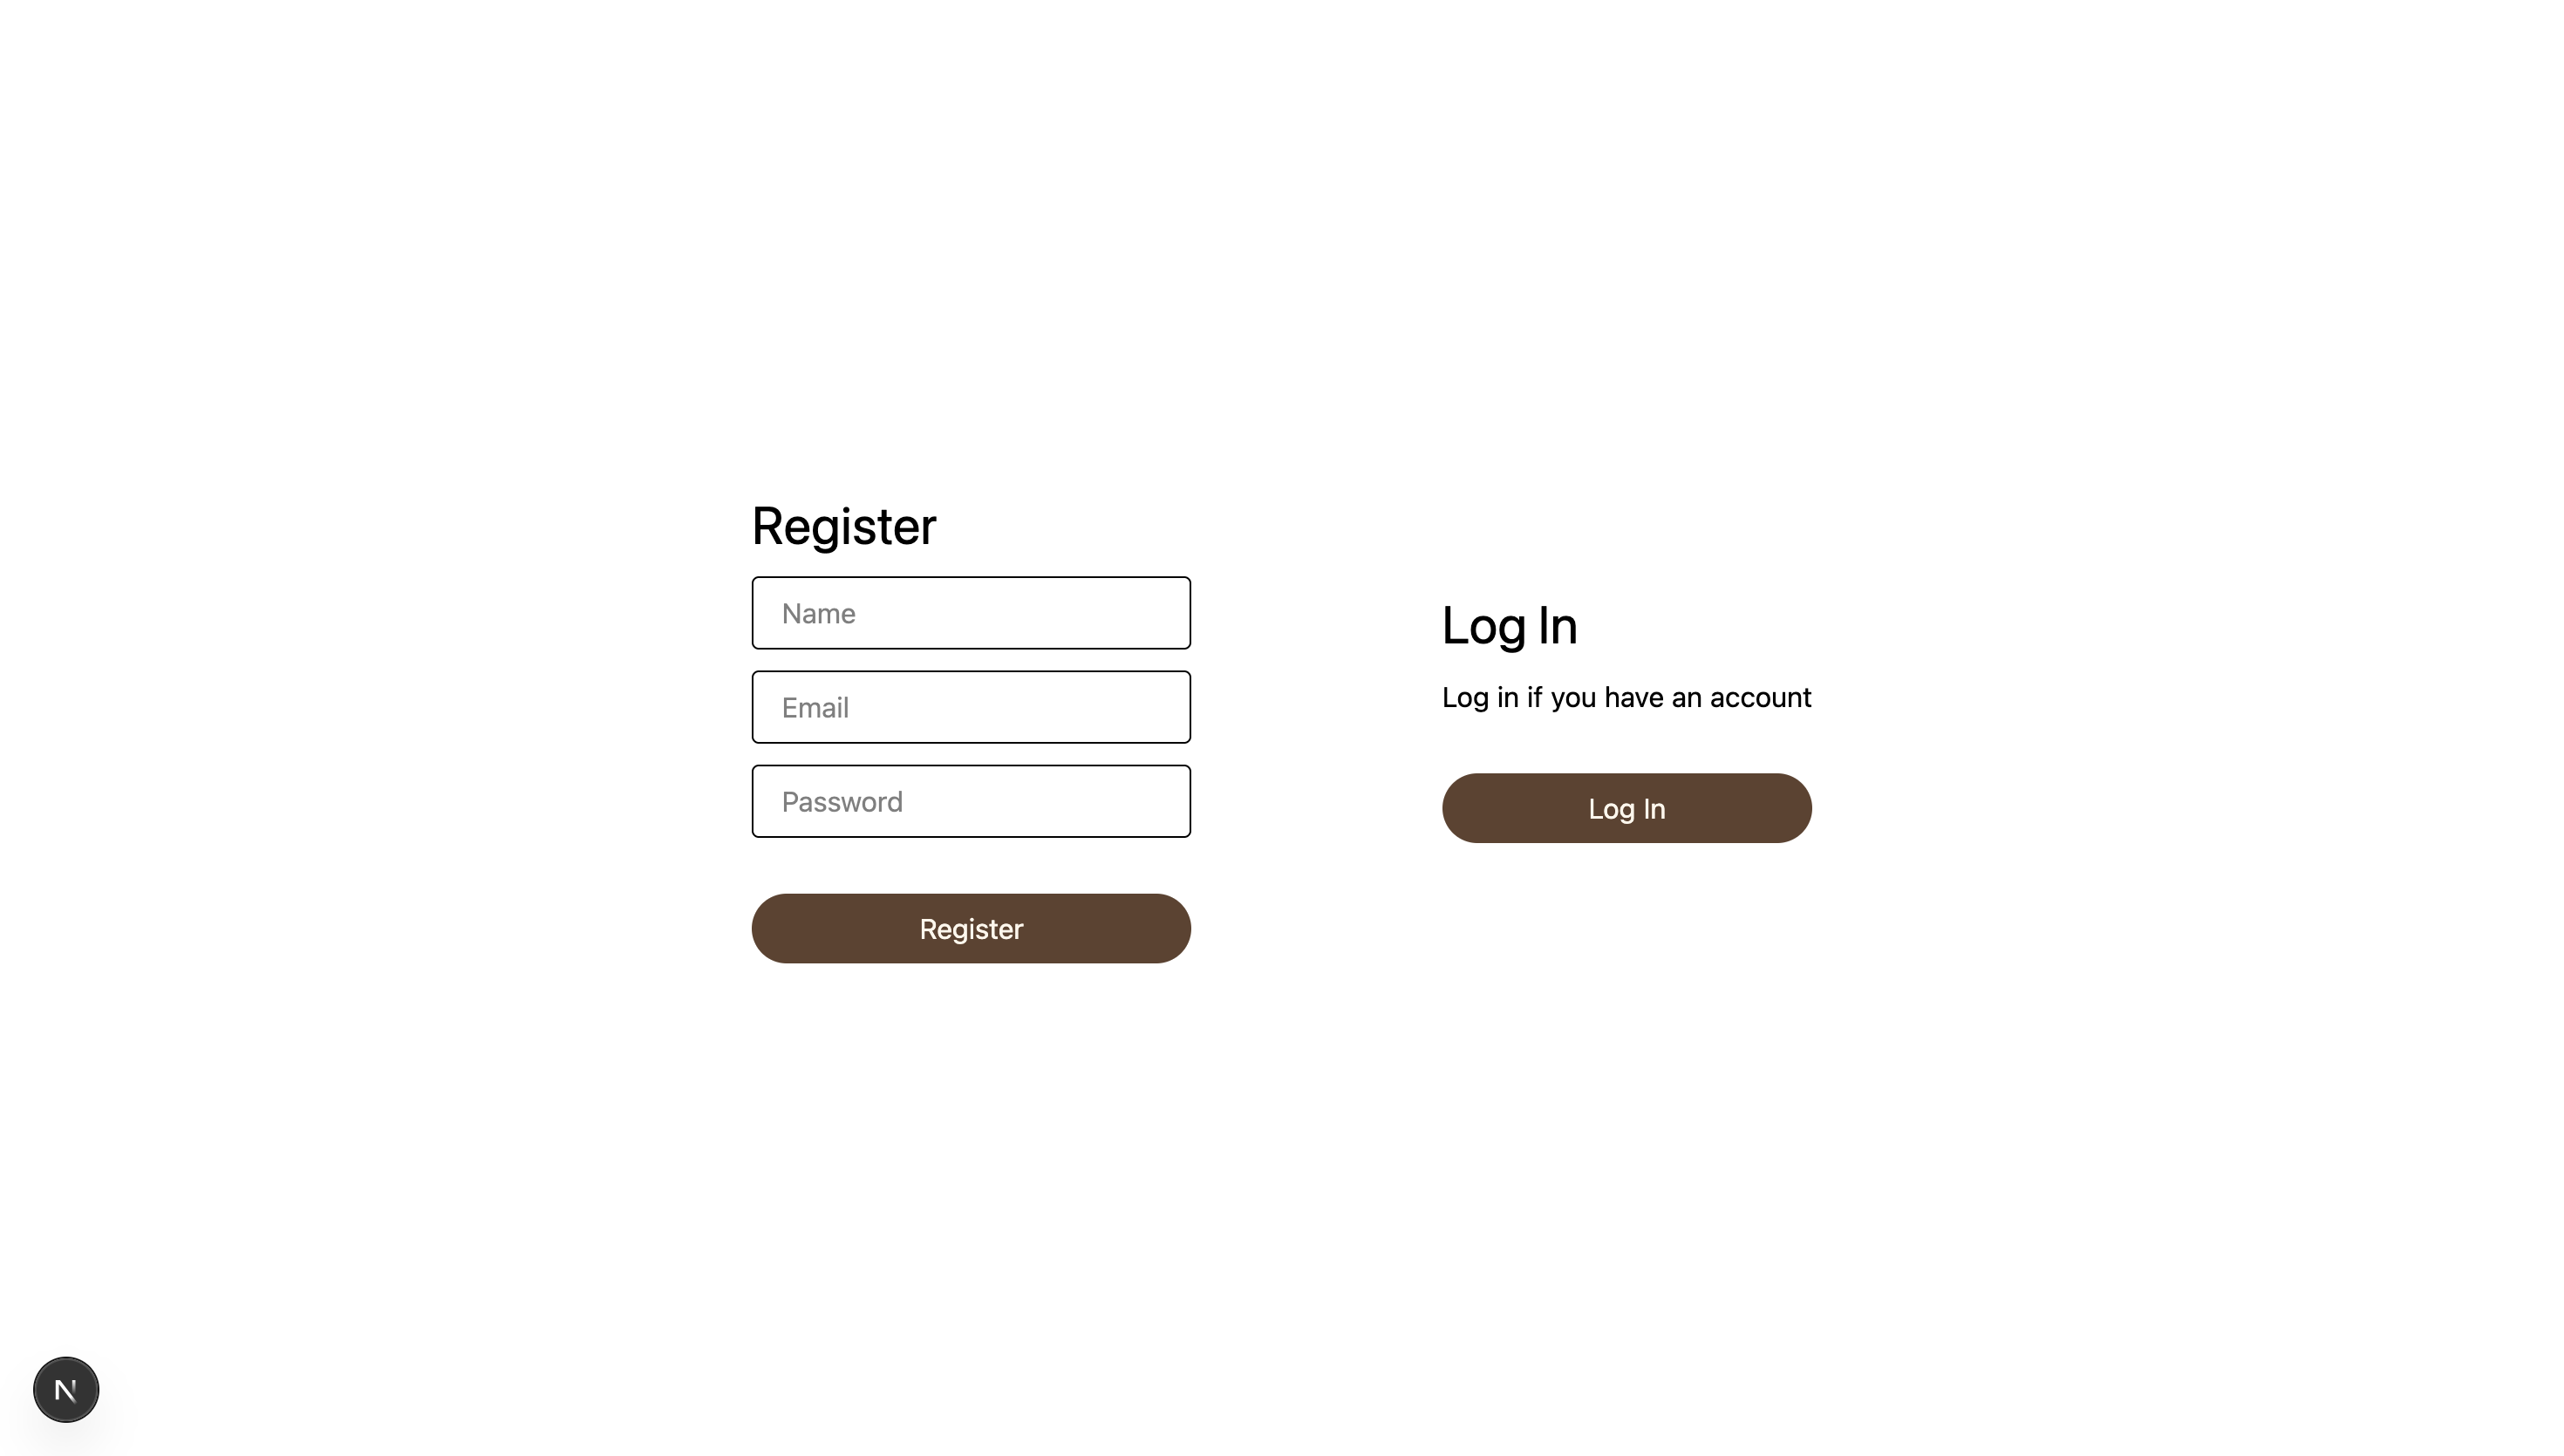 Register
Name
Email
Password
Register
Log In
Log in if you have an account
Log In
N